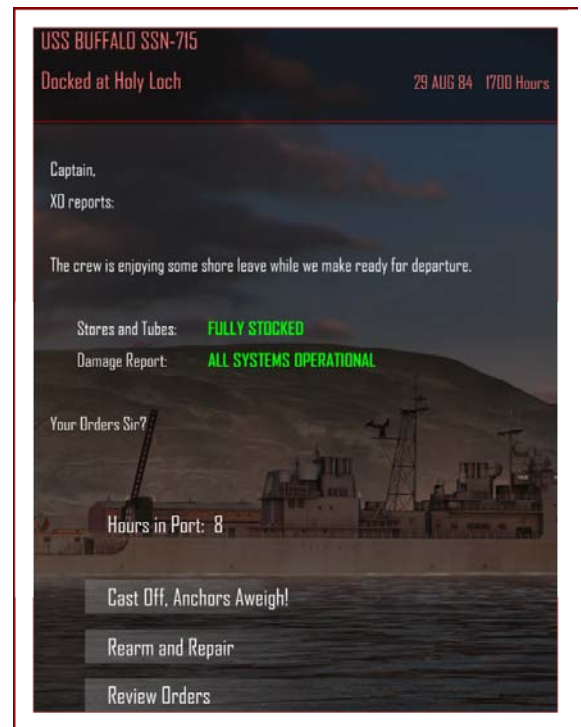 USS BUFFALO SSN-715
Docked at Holy Loch 29 AUG 84 1700 Hours
Captain,
XO reports:
The crew is enjoying some shore leave while we make ready for departure.
Stores and Tubes: FULLY STOCKED
Damage Report: ALL SYSTEMS OPERATIONAL
Your Orders Sir?
Hours in Port: 8
Cast Off, Anchors Aweigh!
Rearm and Repair
Review Orders